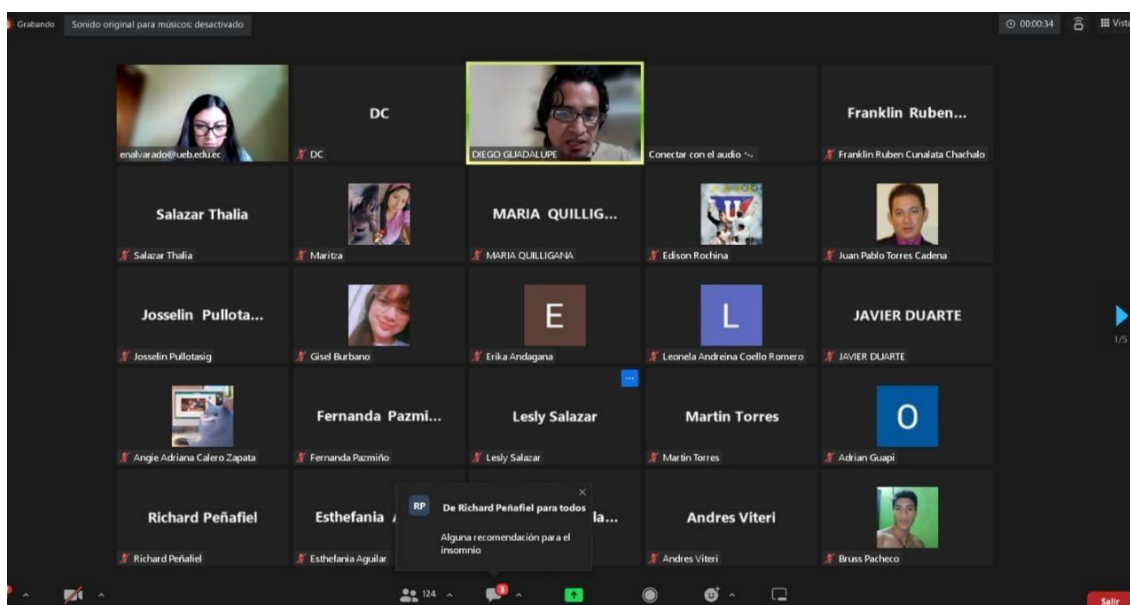 Grabando
Sonido original para músicos: desactivado
00:00:34
Vista
enalvarado@ueb.edu.ec
DC
DC
DIEGO GUADALUPE
Conectar con el audio
Franklin Ruben...
Franklin Ruben Cunalata Chachalo
Salazar Thalia
Salazar Thalia
Maritza
MARIA QUILLIG...
MARIA QUILLIGANA
Edison Rochina
Juan Pablo Torres Cadena
Josselin Pullota...
Josselin Pullotasig
Gisel Burbano
E
Erika Andagana
L
Leonela Andreina Coello Romero
JAVIER DUARTE
JAVIER DUARTE
1/5
Angie Adriana Calero Zapata
Fernanda Pazmi...
Fernanda Pazmiño
Lesly Salazar
Lesly Salazar
Martin Torres
Martin Torres
O
Adrian Guapi
Richard Peñafiel
Richard Peñafiel
Esthefania
Esthefania Aguilar
RP
De Richard Peñafiel para todos
Alguna recomendación para el
insomnio
la...
Andres Viteri
Andres Viteri
Bruss Pacheco
124
3
Salir